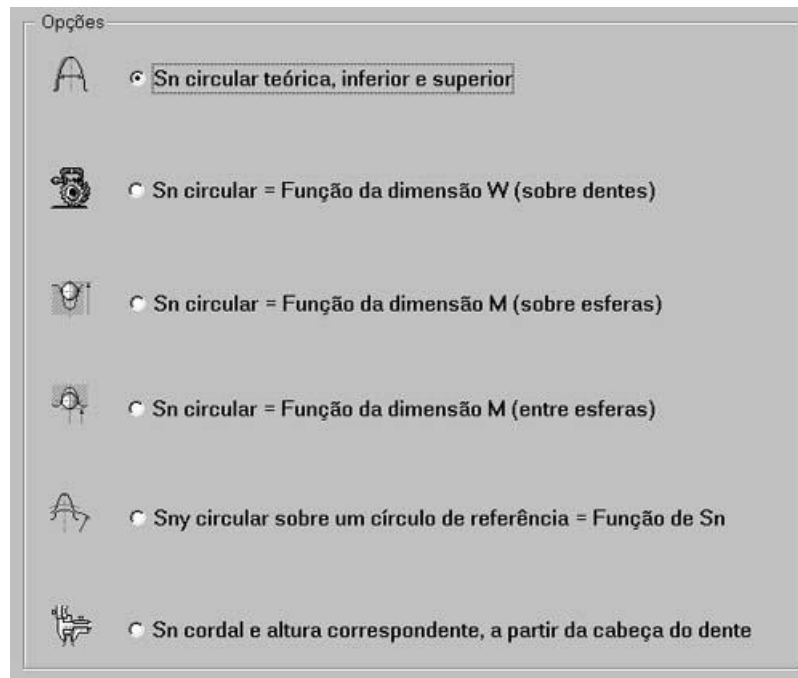 Opções
Sn circular teórica, inferior e superior
Sn circular = Função da dimensão W (sobre dentes)
Sn circular = Função da dimensão M (sobre esferas)
Sn circular = Função da dimensão M (entre esferas)
Sny circular sobre um círculo de referência = Função de Sn
Sn cordal e altura correspondente, a partir da cabeça do dente